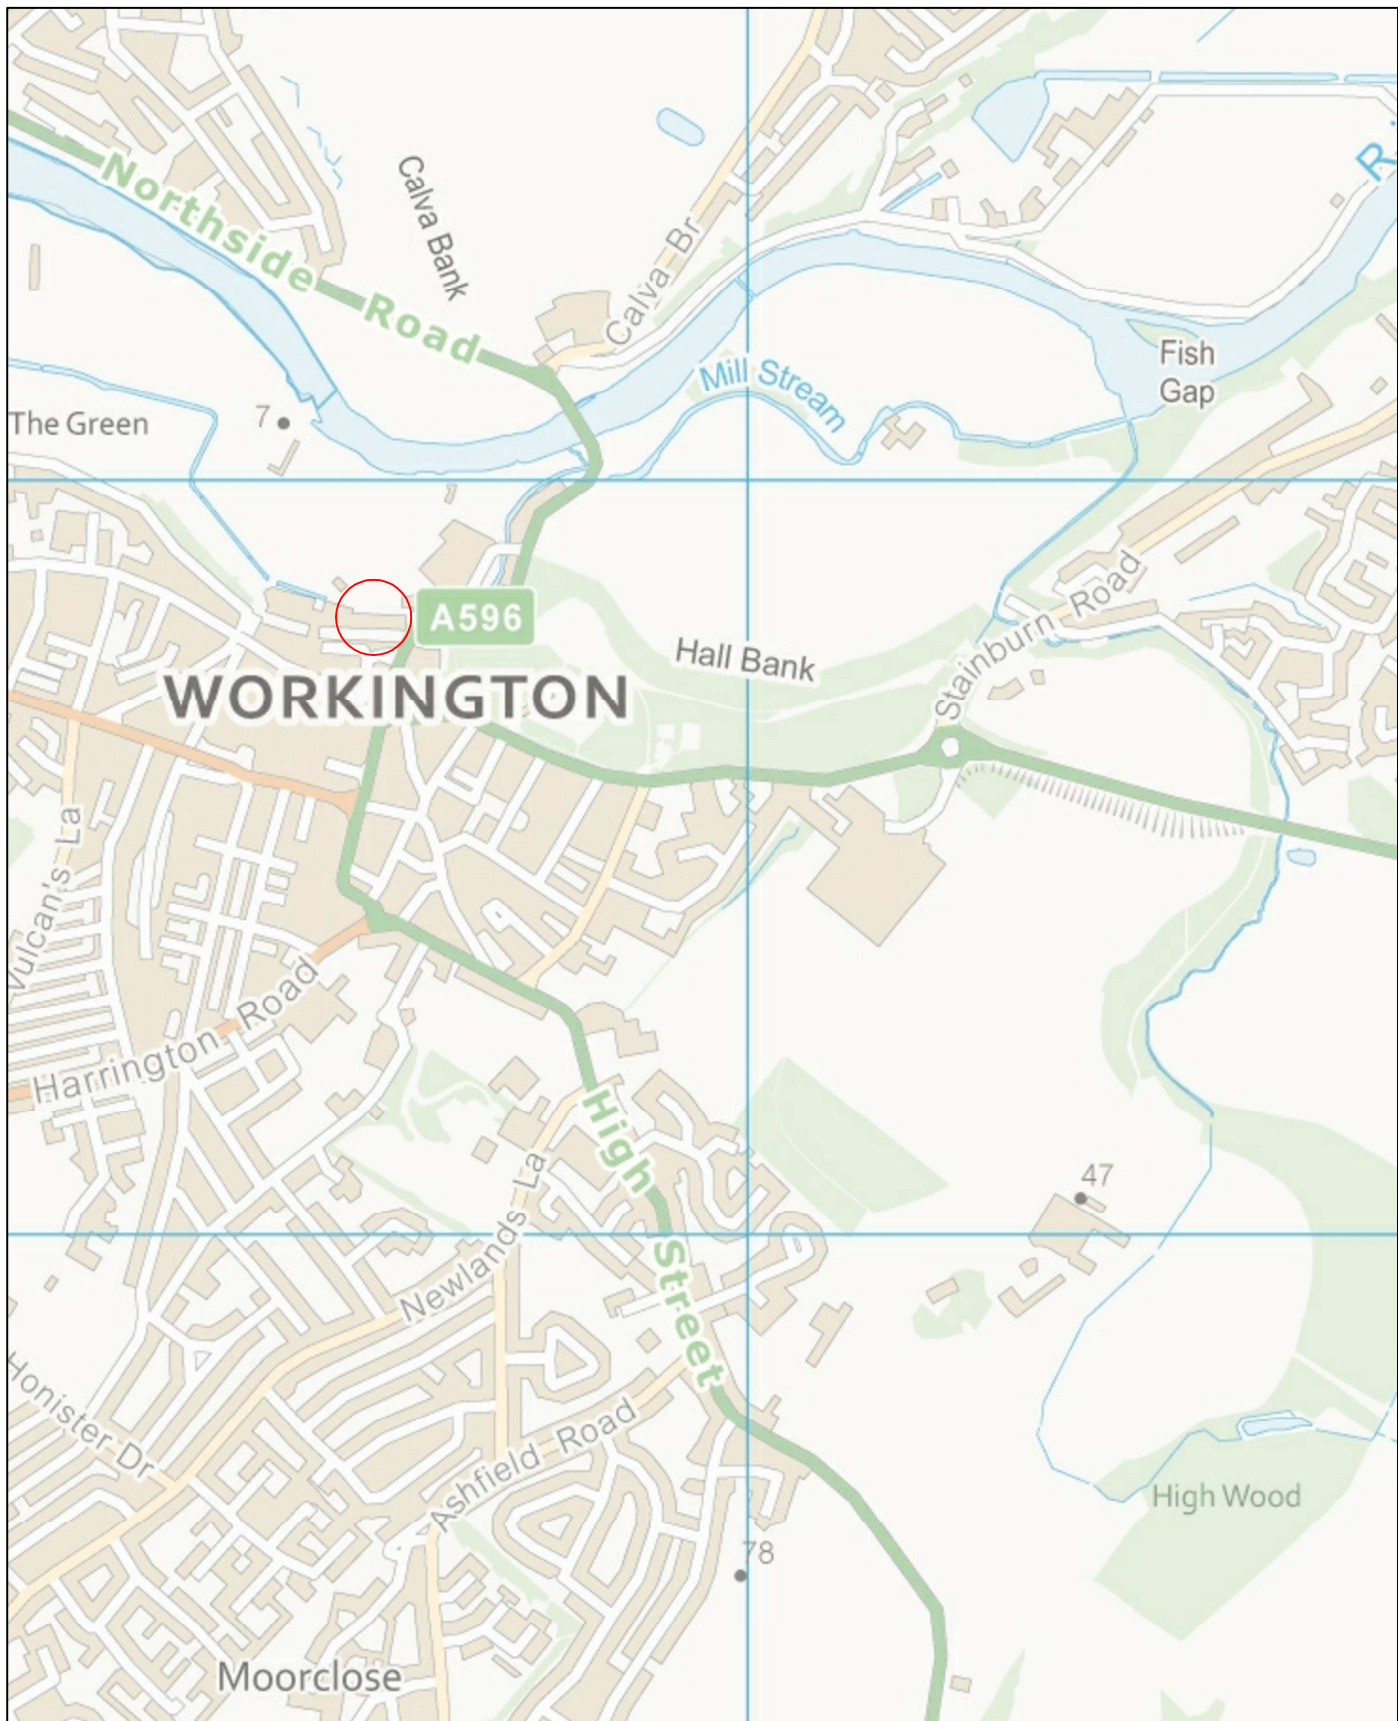 Northside Road
Calva Bank
Calva Br
R
Fish
Gap
Mill Stream
The Green
7
A596
Hall Bank
Stainburn Road
WORKINGTON
Vulcan's La
Harrington Road
High Street
47
Newlands La
Honister Dr
Ashfield Road
High Wood
78
Moorclose